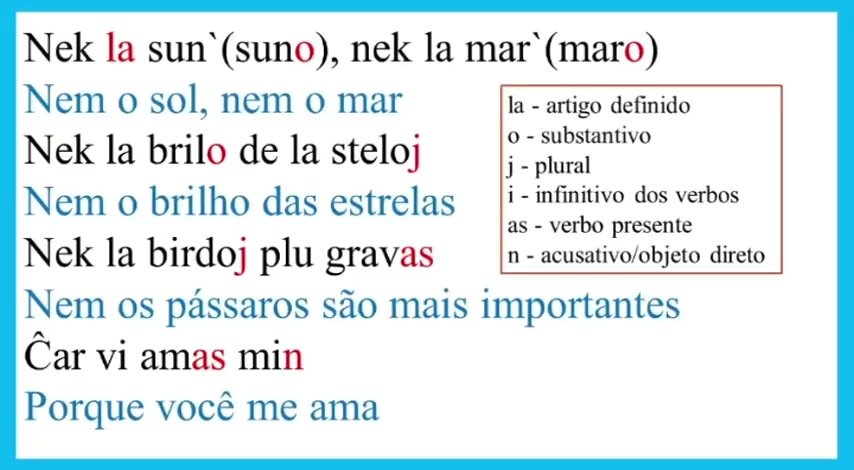 Nek la sun`(suno), nek la mar`(maro)
Nem o sol, nem o mar
Nek la brilo de la steloj
Nem o brilho das estrelas
Nek la birdoj plu gravas
Nem os pássaros são mais importantes
Ĉar vi amas min
Porque você me ama
la - artigo definido
o - substantivo
j - plural
i - infinitivo dos verbos
as - verbo presente
n - acusativo/objeto direto